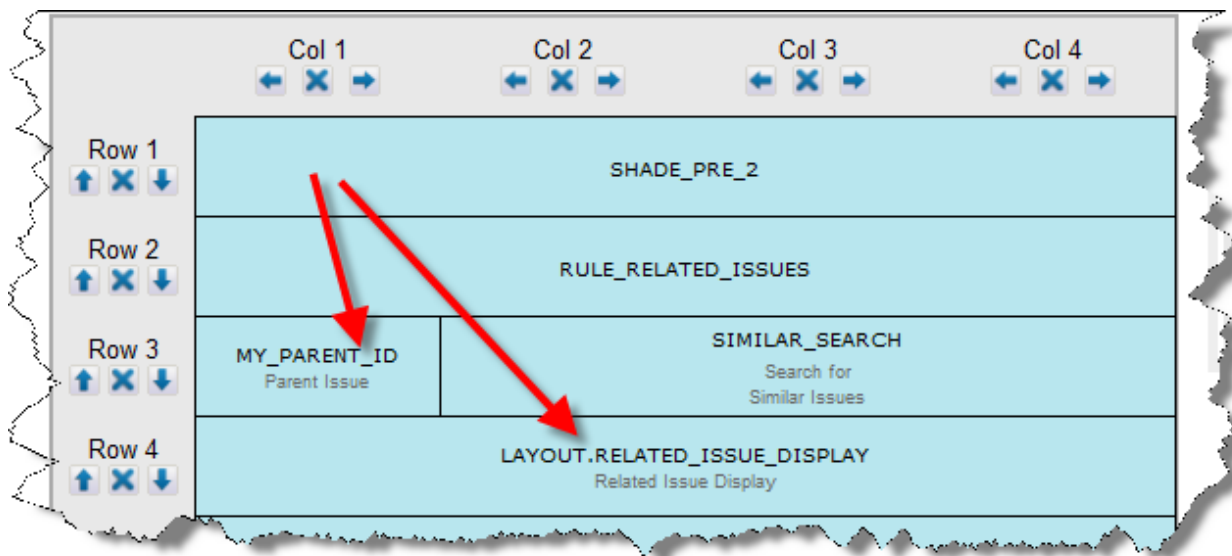 Col 1 Col 2 Col 3 Col 4
Row 1
SHADE_PRE_2
Row 2
RULE_RELATED_ISSUES
Row 3
MY_PARENT_ID
Parent Issue
SIMILAR_SEARCH
Search for
Similar Issues
Row 4
LAYOUT.RELATED_ISSUE_DISPLAY
Related Issue Display